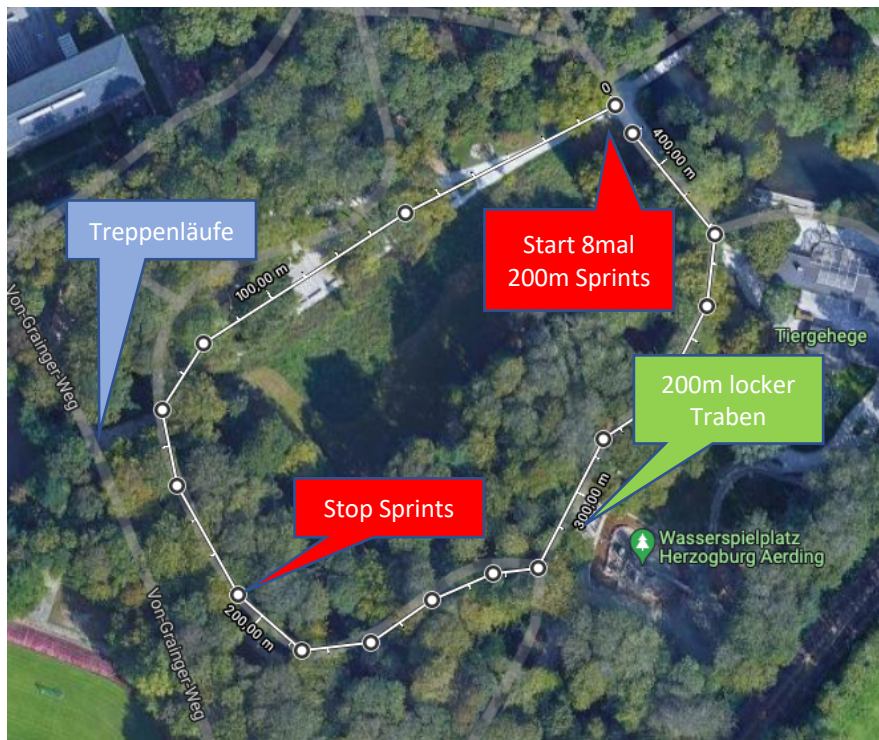 0
400,00 m
Start 8mal
200m Sprints
Treppenläufe
100,00 m
Von-Grainger-Weg
Tiergehege
200m locker
Traben
300,00 m
Stop Sprints
Wasserspielplatz
Herzogburg Aerding
200,00 m
Von-Grainger-Weg